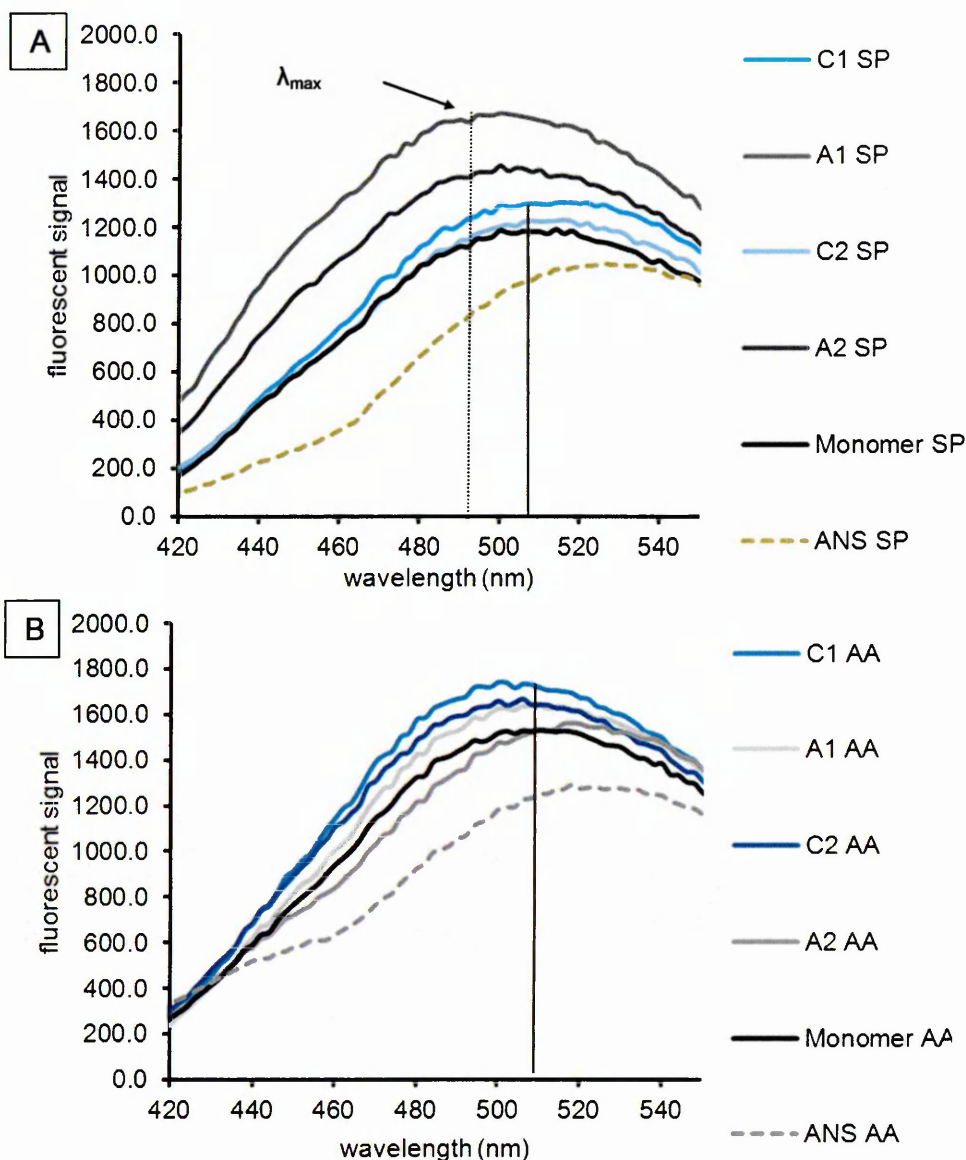 A
fluorescent signal
2000.0
1800.0
1600.0
1400.0
1200.0
1000.0
800.0
600.0
400.0
200.0
0.0
λmax
420 440 460 480 500 520 540
wavelength (nm)
C1 SP
A1 SP
C2 SP
A2 SP
Monomer SP
ANS SP
B
fluorescent signal
2000.0
1800.0
1600.0
1400.0
1200.0
1000.0
800.0
600.0
400.0
200.0
0.0
420 440 460 480 500 520 540
wavelength (nm)
C1 AA
A1 AA
C2 AA
A2 AA
Monomer AA
ANS AA